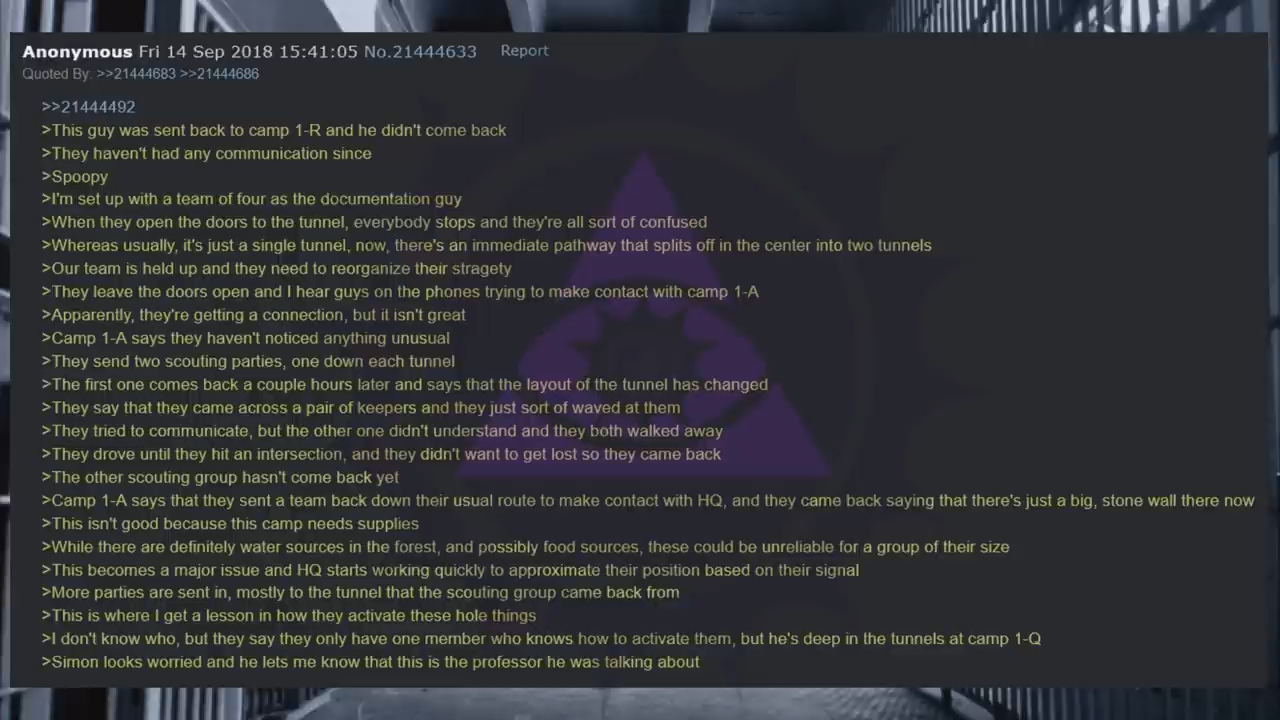 Anonymous Fri 14 Sep 2018 15:41:05 No.21444633 Report
Quoted By: >>21444683 >>21444686
>>21444492
>This guy was sent back to camp 1-R and he didn't come back
>They haven't had any communication since
>Spoopy
>I'm set up with a team of four as the documentation guy
>When they open the doors to the tunnel, everybody stops and they're all sort of confused
>Whereas usually, it's just a single tunnel, now, there's an immediate pathway that splits off in the center into two tunnels
>Our team is held up and they need to reorganize their stragety
>They leave the doors open and I hear guys on the phones trying to make contact with camp 1-A
>Apparently, they're getting a connection, but it isn't great
>Camp 1-A says they haven't noticed anything unusual
>They send two scouting parties, one down each tunnel
>The first one comes back a couple hours later and says that the layout of the tunnel has changed
>They say that they came across a pair of keepers and they just sort of waved at them
>They tried to communicate, but the other one didn't understand and they both walked away
>They drove until they hit an intersection, and they didn't want to get lost so they came back
>The other scouting group hasn't come back yet
>Camp 1-A says that they sent a team back down their usual route to make contact with HQ, and they came back saying that there's just a big, stone wall there now
>This isn't good because this camp needs supplies
>While there are definitely water sources in the forest, and possibly food sources, these could be unreliable for a group of their size
>This becomes a major issue and HQ starts working quickly to approximate their position based on their signal
>More parties are sent in, mostly to the tunnel that the scouting group came back from
>This is where I get a lesson in how they activate these hole things
>I don't know who, but they say they only have one member who knows how to activate them, but he's deep in the tunnels at camp 1-Q
>Simon looks worried and he lets me know that this is the professor he was talking about